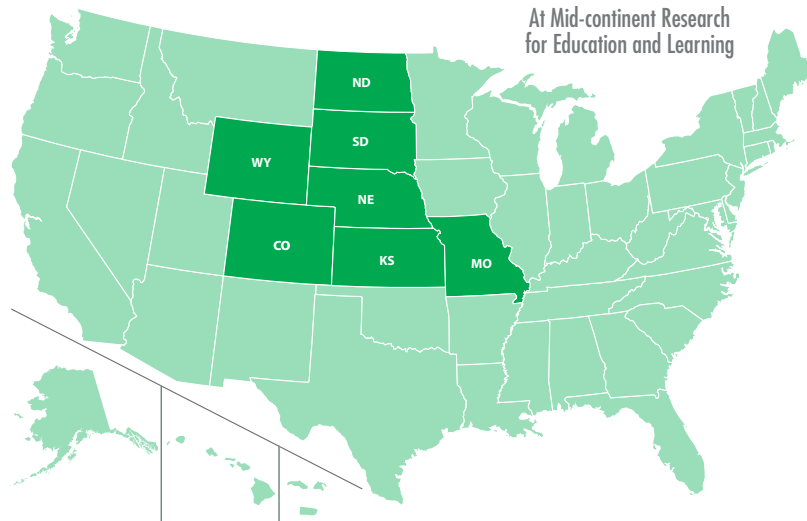 At Mid-continent Research
for Education and Learning
ND
SD
WY
NE
CO
KS
MO